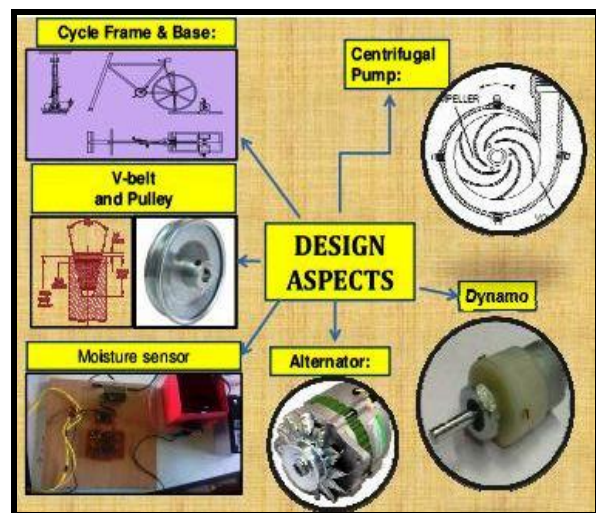 Cycle Frame & Base:
Centrifugal
Pump:
V-belt
and Pulley
DESIGN
ASPECTS
Dynamo
Moisture sensor
Alternator: